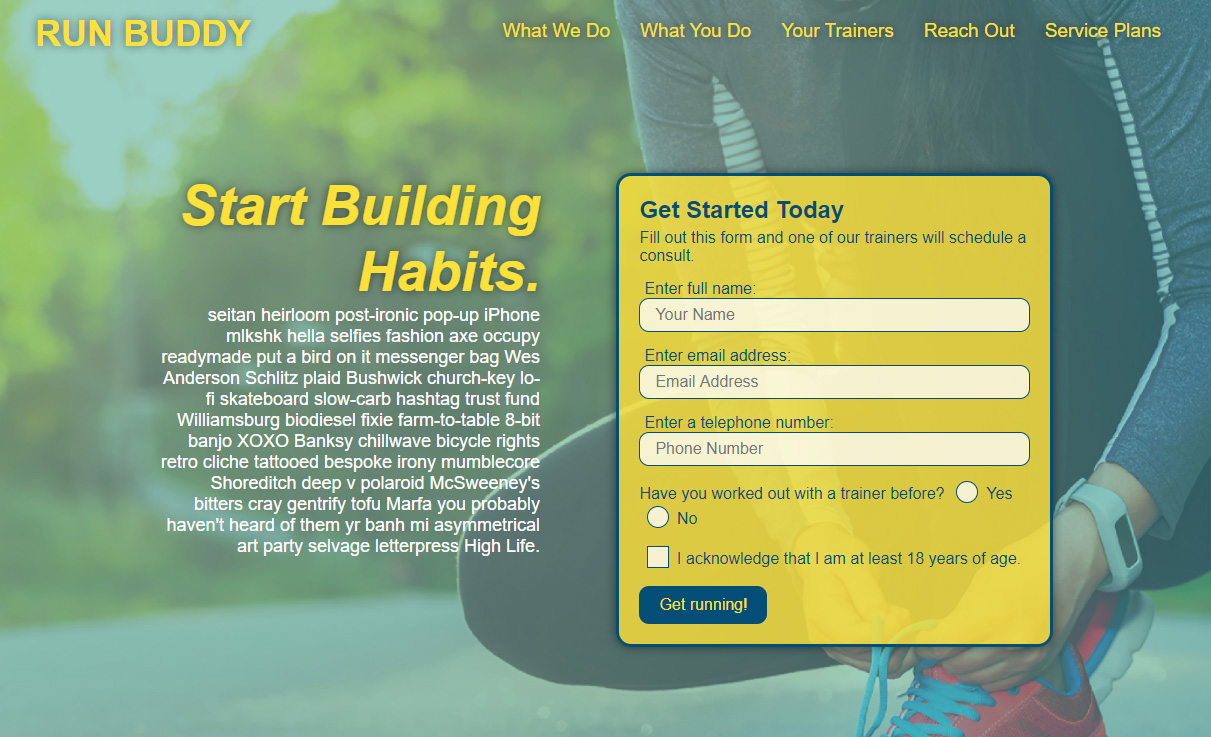 RUN BUDDY
What We Do
What You Do
Your Trainers
Reach Out
Service Plans
Start Building
Habits.
seitan heirloom post-ironic pop-up iPhone
mlkshk hella selfies fashion axe occupy
readymade put a bird on it messenger bag Wes
Anderson Schlitz plaid Bushwick church-key lo-
fi skateboard slow-carb hashtag trust fund
Williamsburg biodiesel fixie farm-to-table 8-bit
banjo XOXO Banksy chillwave bicycle rights
retro cliche tattooed bespoke irony mumblecore
Shoreditch deep v polaroid McSweeney's
bitters cray gentrify tofu Marfa you probably
haven't heard of them yr banh mi asymmetrical
art party selvage letterpress High Life.
Get Started Today
Fill out this form and one of our trainers will schedule a
consult.
Enter full name:
Your Name
Enter email address:
Email Address
Enter a telephone number:
Phone Number
Have you worked out with a trainer before? Yes
No
I acknowledge that I am at least 18 years of age.
Get running!